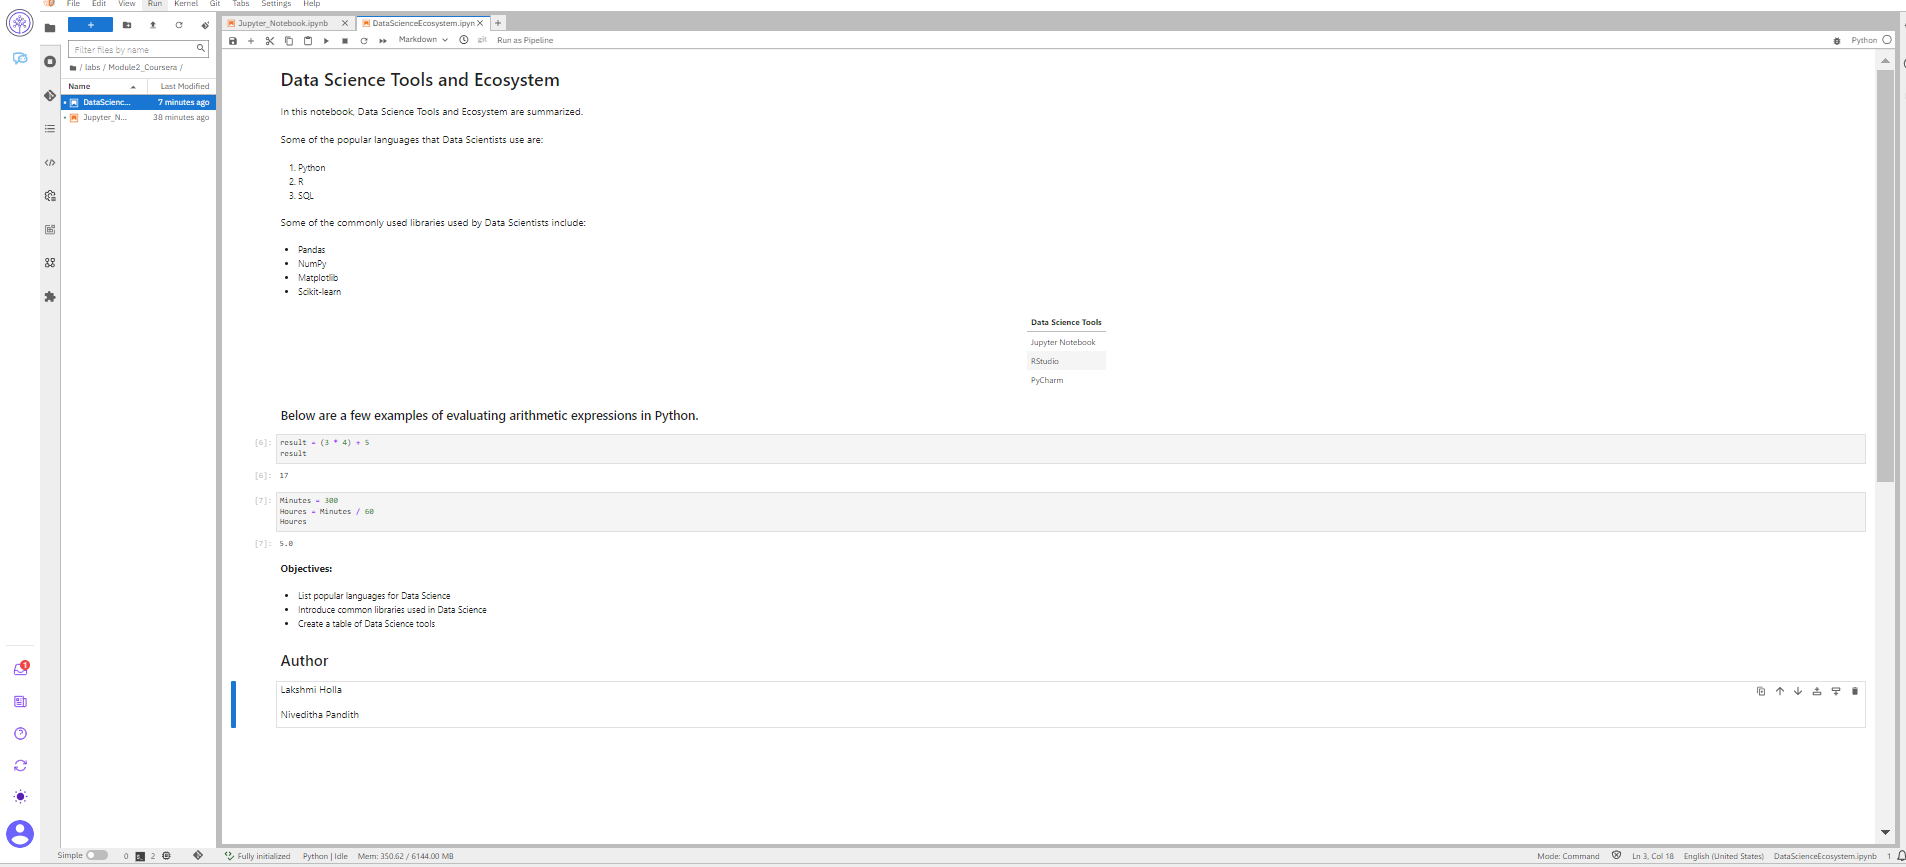 File Edit View Run Kernel Git Tabs Settings Help
Jupyter_Notebook.ipynb
DataScienceEcosystem.ipyn
+
Filter files by name
Markdown
git
Run as Pipeline
Python
/ labs / Module2_Coursera /
Name
Last Modified
DataScienc...
7 minutes ago
Jupyter_N...
38 minutes ago
Data Science Tools and Ecosystem
In this notebook, Data Science Tools and Ecosystem are summarized.
Some of the popular languages that Data Scientists use are:
1. Python
2. R
3. SQL
Some of the commonly used libraries used by Data Scientists include:
• Pandas
• NumPy
• Matplotlib
• Scikit-learn
Data Science Tools
Jupyter Notebook
RStudio
PyCharm
Below are a few examples of evaluating arithmetic expressions in Python.
[6]: result = (3 * 4) + 5
result
[6]: 17
[7]: Minutes = 300
Houres = Minutes / 60
Houres
[7]: 5.0
Objectives:
• List popular languages for Data Science
• Introduce common libraries used in Data Science
• Create a table of Data Science tools
Author
Lakshmi Holla
Niveditha Pandith
1
Simple
0
2
Fully initialized
Python | Idle
Mem: 350.62 / 6144.00 MB
Mode: Command
Ln 3, Col 18
English (United States)
DataScienceEcosystem.ipynb
1